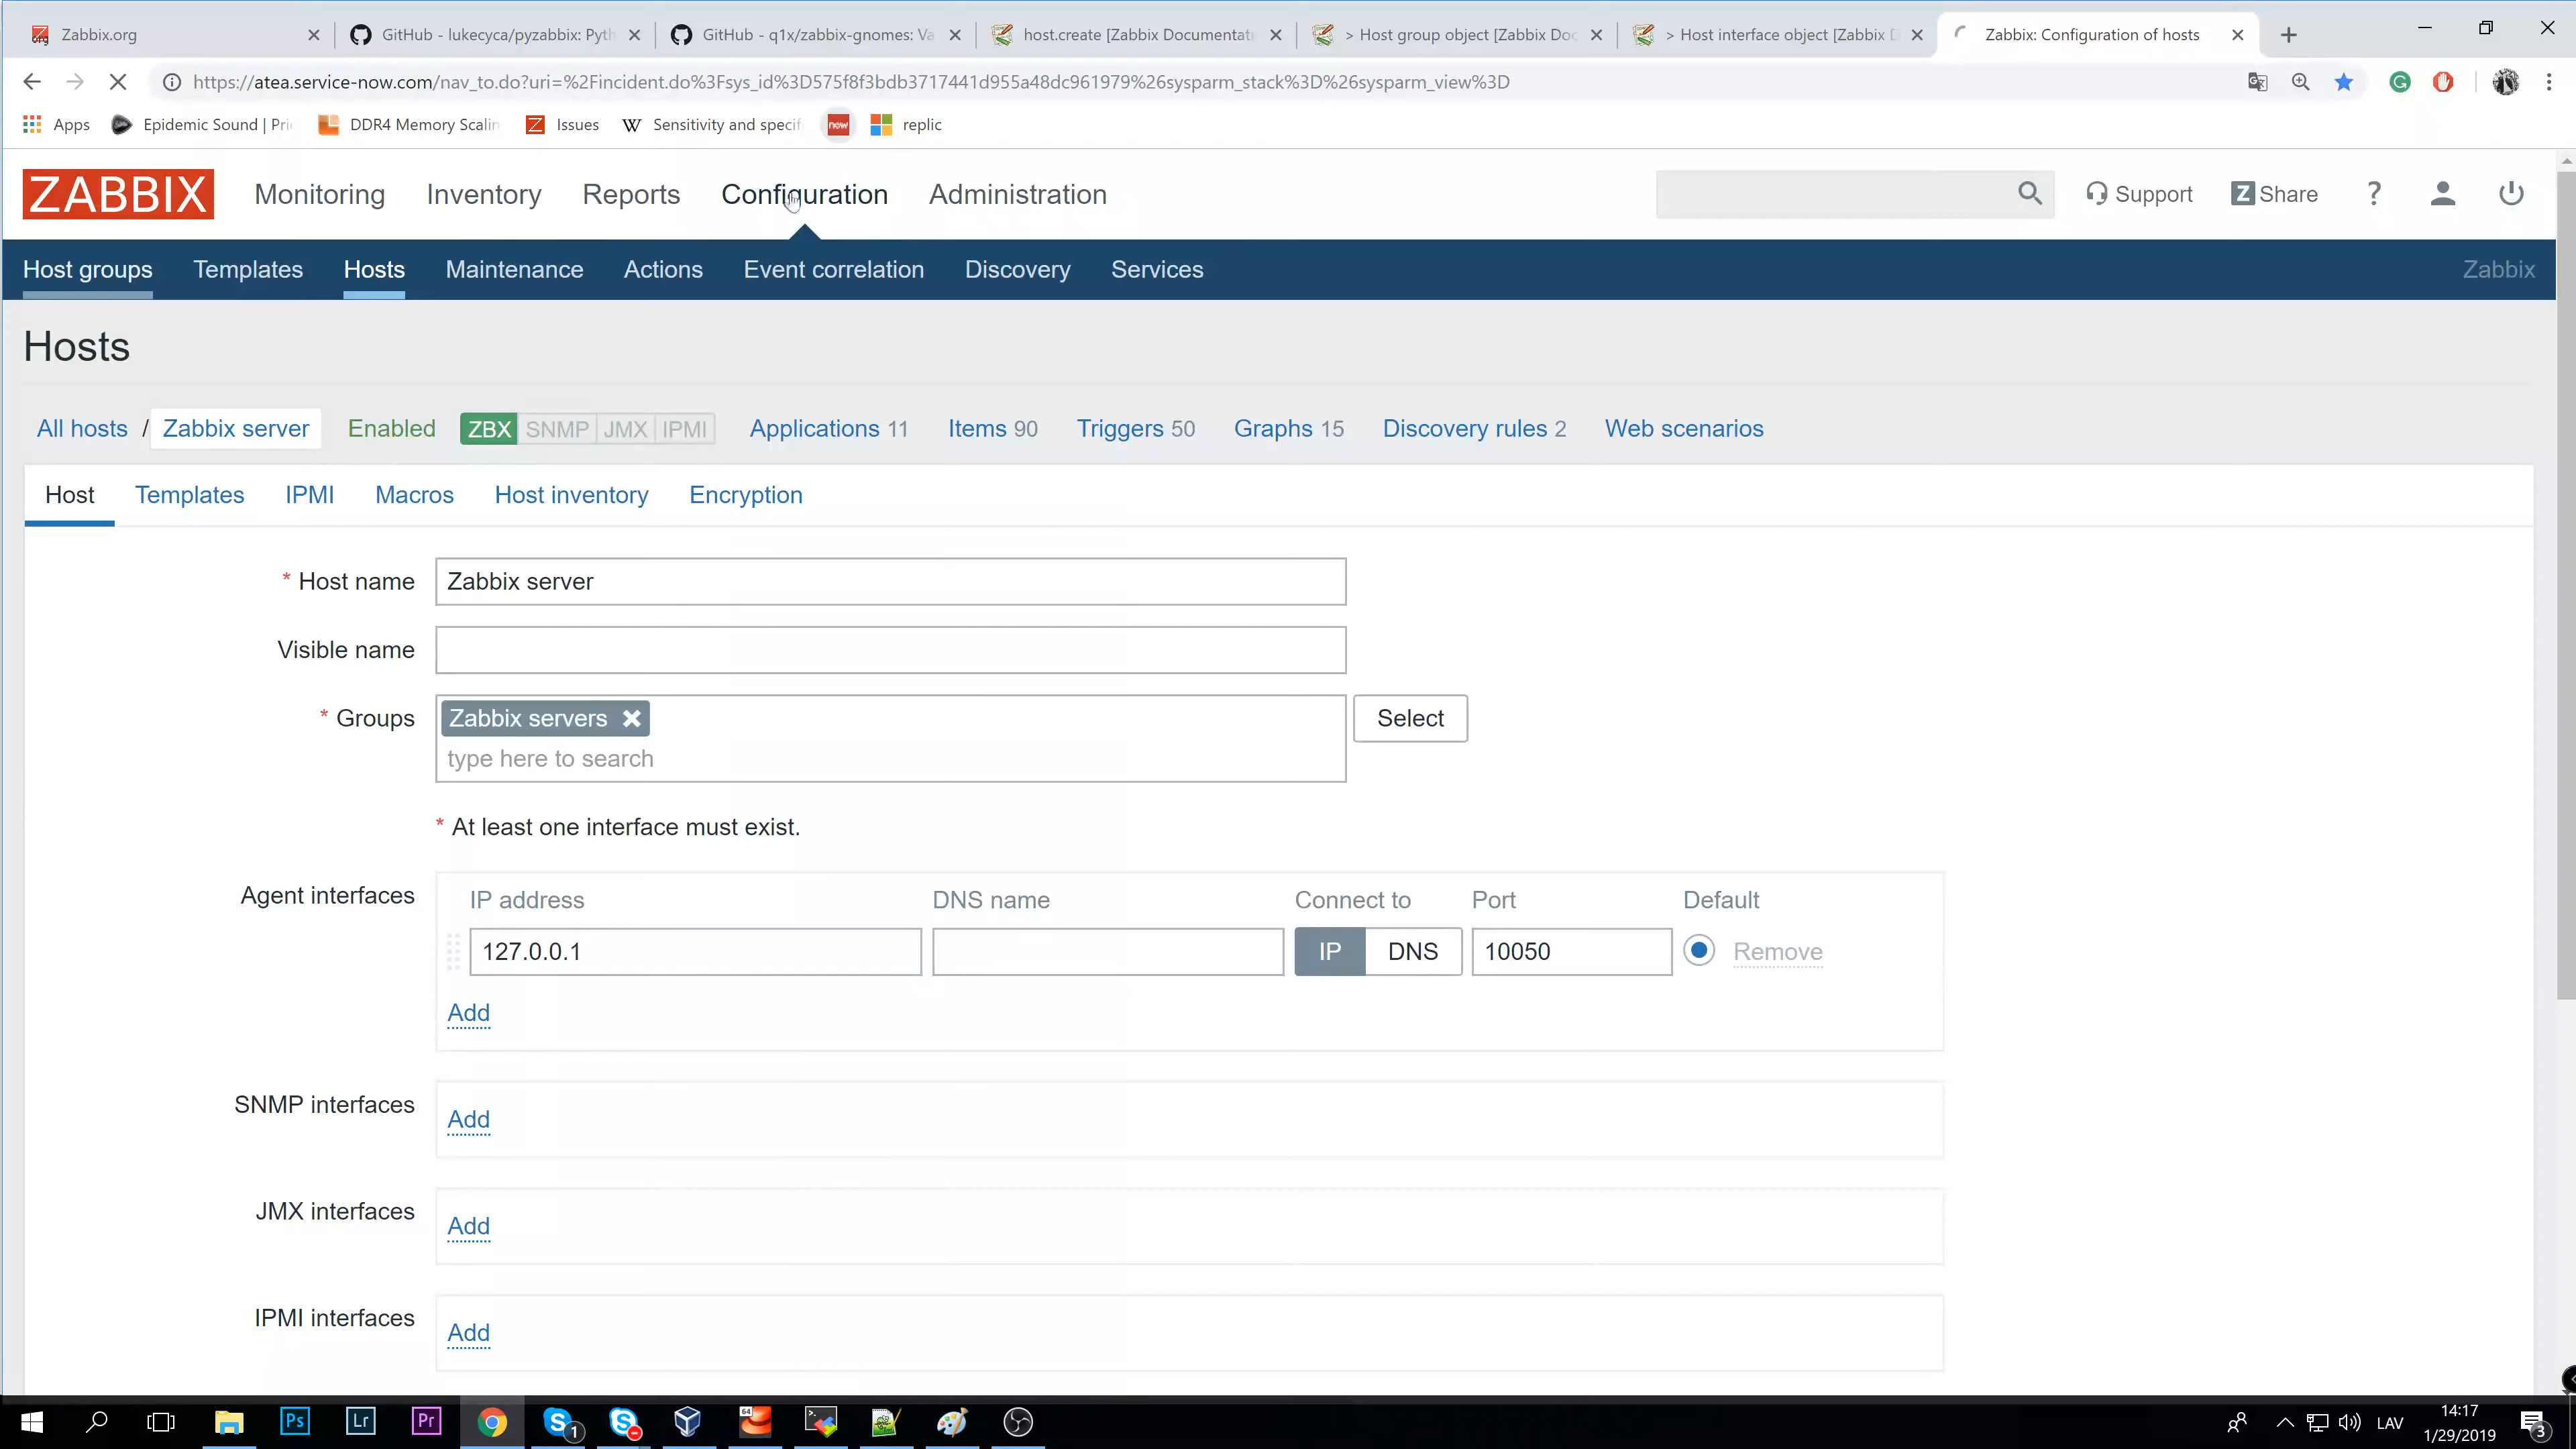 Zabbix.org
GitHub - lukecyca/pyzabbix: Pyth
GitHub - q1x/zabbix-gnomes: Va
host.create [Zabbix Documentat
> Host group object [Zabbix Doc
> Host interface object [Zabbix D
Zabbix: Configuration of hosts
https://atea.service-now.com/nav_to.do?uri=%2Fincident.do%3Fsys_id%3D575f8f3bdb3717441d955a48dc961979%26sysparm_stack%3D%26sysparm_view%3D
Apps Epidemic Sound | Pri DDR4 Memory Scalin Issues W Sensitivity and specif now replic
ZABBIX Monitoring Inventory Reports Configuration Administration Support Z Share ?
Host groups Templates Hosts Maintenance Actions Event correlation Discovery Services Zabbix
Hosts
All hosts / Zabbix server Enabled ZBX SNMP JMX IPMI Applications 11 Items 90 Triggers 50 Graphs 15 Discovery rules 2 Web scenarios
Host Templates IPMI Macros Host inventory Encryption
* Host name Zabbix server
Visible name
* Groups Zabbix servers Select
type here to search
* At least one interface must exist.
Agent interfaces IP address DNS name Connect to Port Default
127.0.0.1 IP DNS 10050 Remove
Add
SNMP interfaces
Add
JMX interfaces
Add
IPMI interfaces
Add
Ps Lr Pr S 1 S 64 LAV
14:17
1/29/2019
3